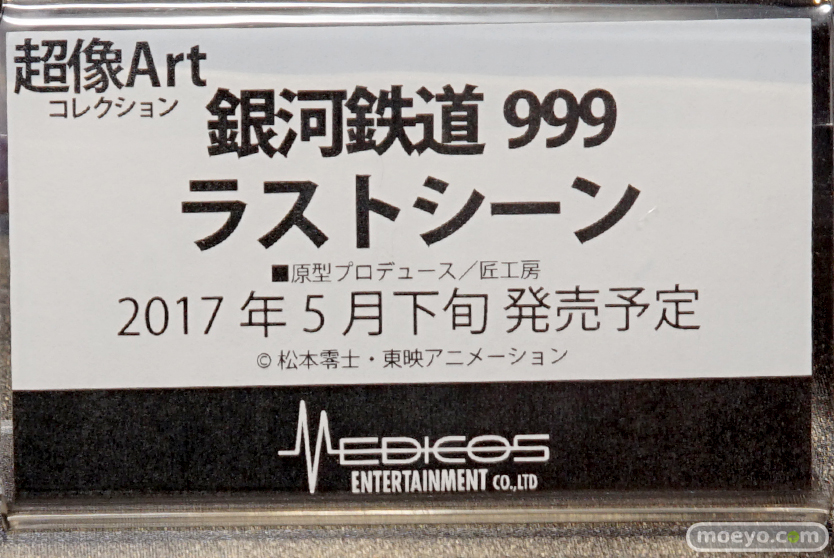 超像Art
コレクション
銀河鉄道 999
ラストシーン
■原型プロデュース／匠工房
2017 年 5 月下旬 発売予定
© 松本零士・東映アニメーション
MEDICOS
ENTERTAINMENT CO.,LTD
moeyo.com